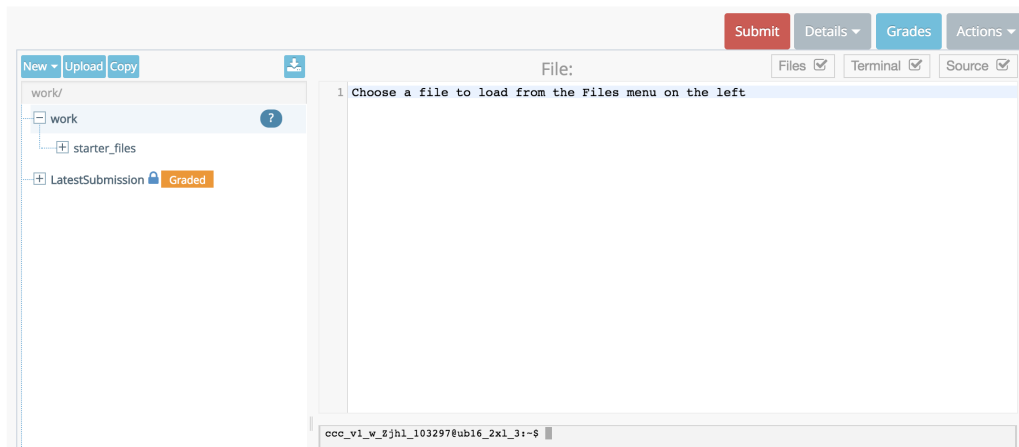 Submit Details Grades Actions
New Upload Copy
File:
Files Terminal Source
work/
1 Choose a file to load from the Files menu on the left
work ?
starter_files
LatestSubmission Graded
ccc_v1_w_Zjhl_103297@ub16_2xl_3:~$